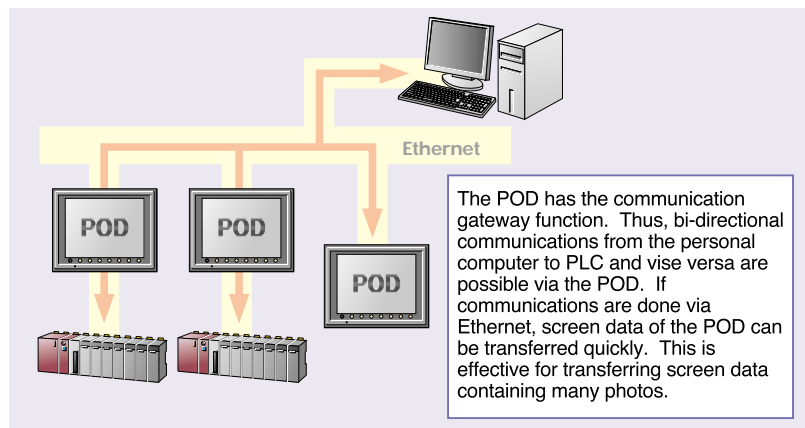 Ethernet
POD
POD
POD
The POD has the communication
gateway function.  Thus, bi-directional
communications from the personal
computer to PLC and vise versa are
possible via the POD.  If
communications are done via
Ethernet, screen data of the POD can
be transferred quickly.  This is
effective for transferring screen data
containing many photos.